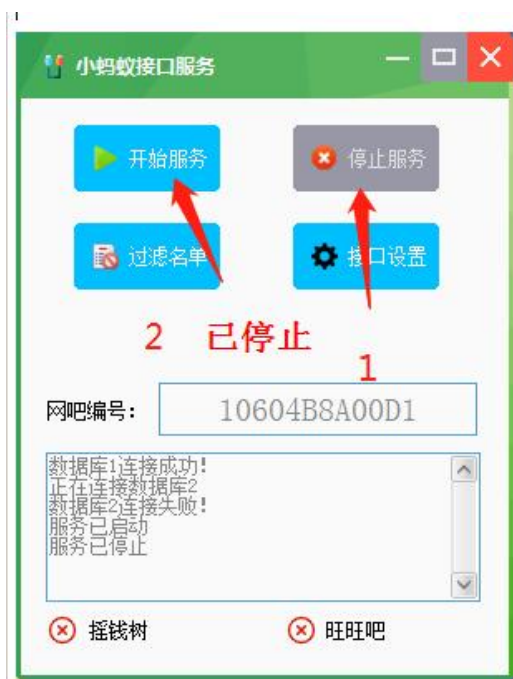 小蚂蚁接口服务
开始服务
停止服务
过滤名单
接口设置
2 已停止
1
网吧编号:
10604B8A00D1
数据库1连接成功!
正在连接数据库2
数据库2连接失败!
服务已启动
服务已停止
摇钱树
旺旺吧